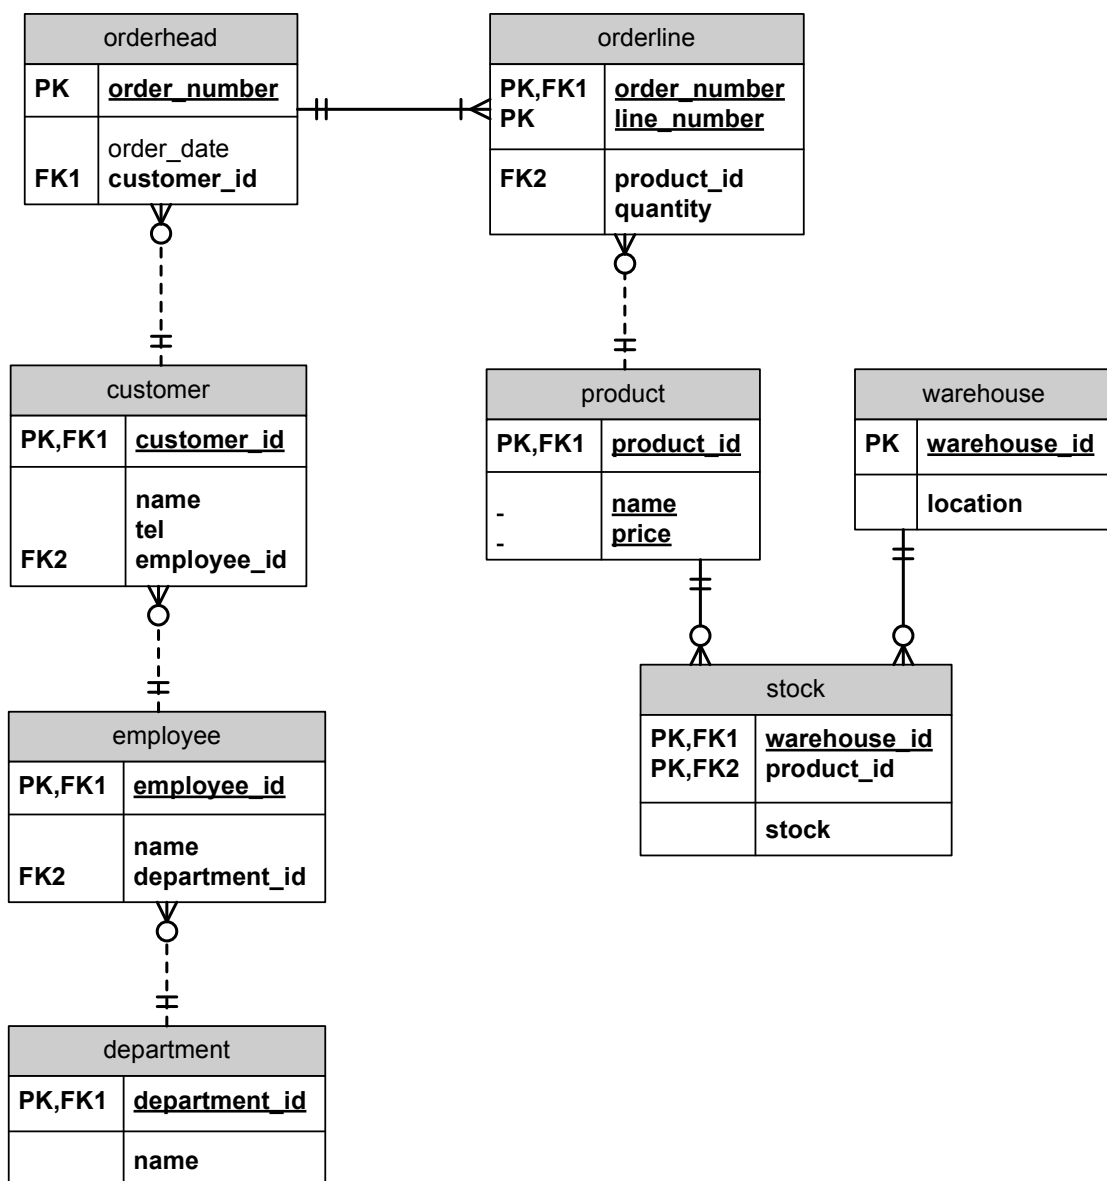 orderhead
PK order_number
order_date
FK1 customer_id
orderline
PK,FK1 order_number
PK line_number
FK2 product_id
quantity
customer
PK,FK1 customer_id
name
tel
FK2 employee_id
product
PK,FK1 product_id
- name
- price
warehouse
PK warehouse_id
location
stock
PK,FK1 warehouse_id
PK,FK2 product_id
stock
employee
PK,FK1 employee_id
name
FK2 department_id
department
PK,FK1 department_id
name